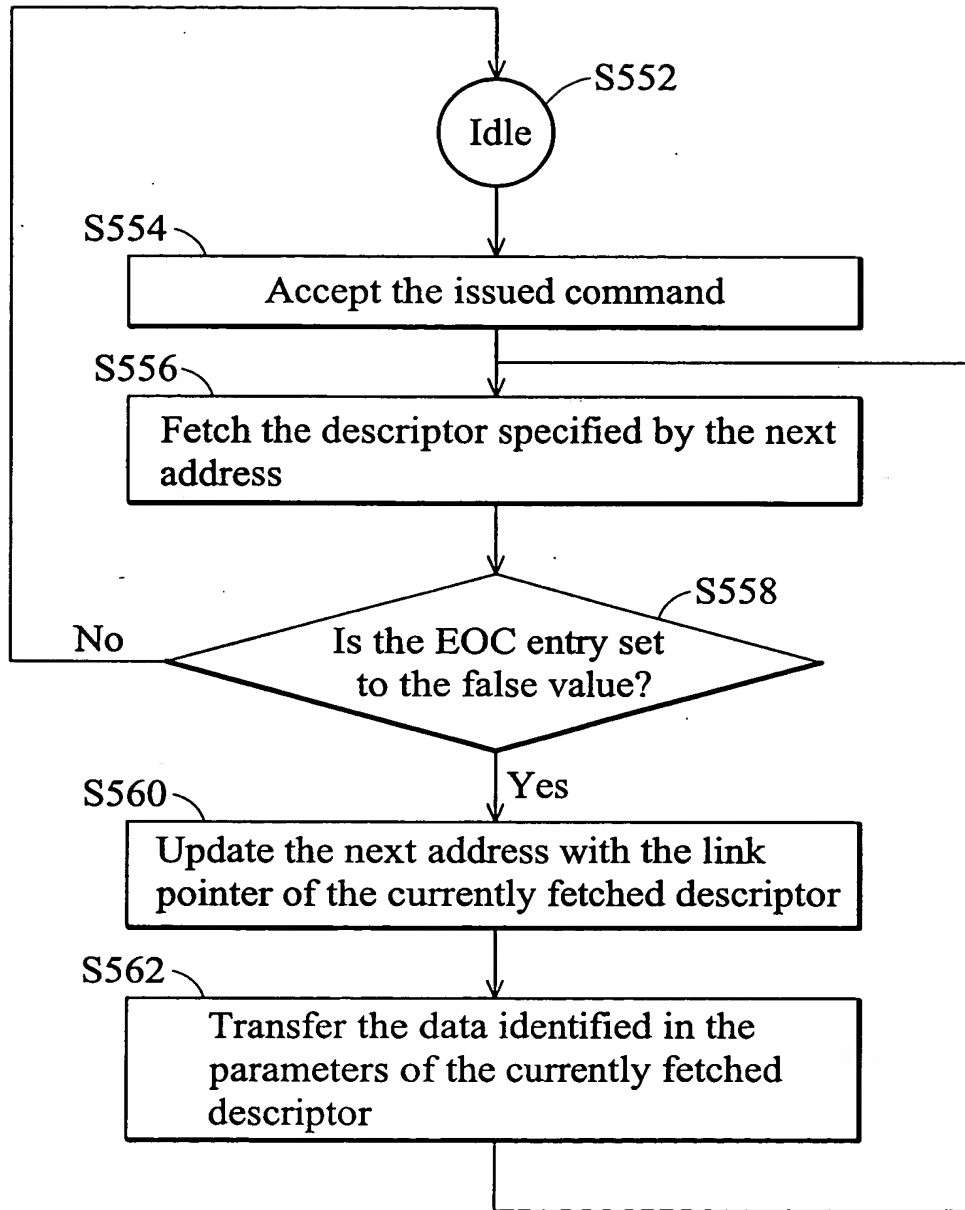 S552
Idle
S554
Accept the issued command
S556
Fetch the descriptor specified by the next
address
S558
No
Is the EOC entry set
to the false value?
Yes
S560
Update the next address with the link
pointer of the currently fetched descriptor
S562
Transfer the data identified in the
parameters of the currently fetched
descriptor